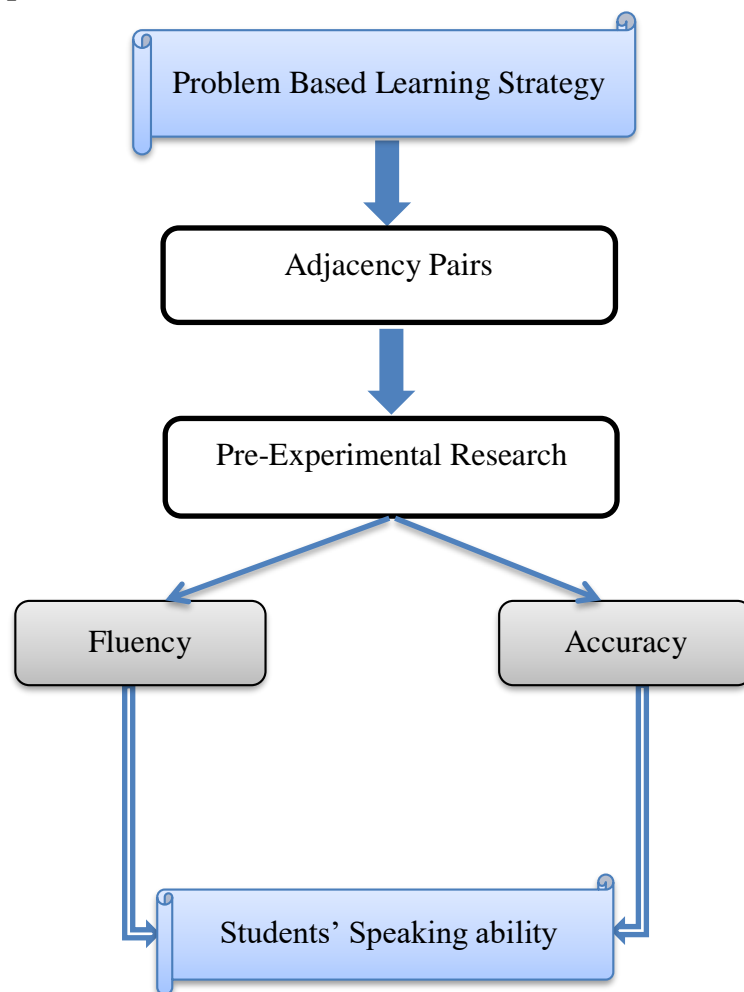 Problem Based Learning Strategy
Adjacency Pairs
Pre-Experimental Research
Fluency
Accuracy
Students’ Speaking ability